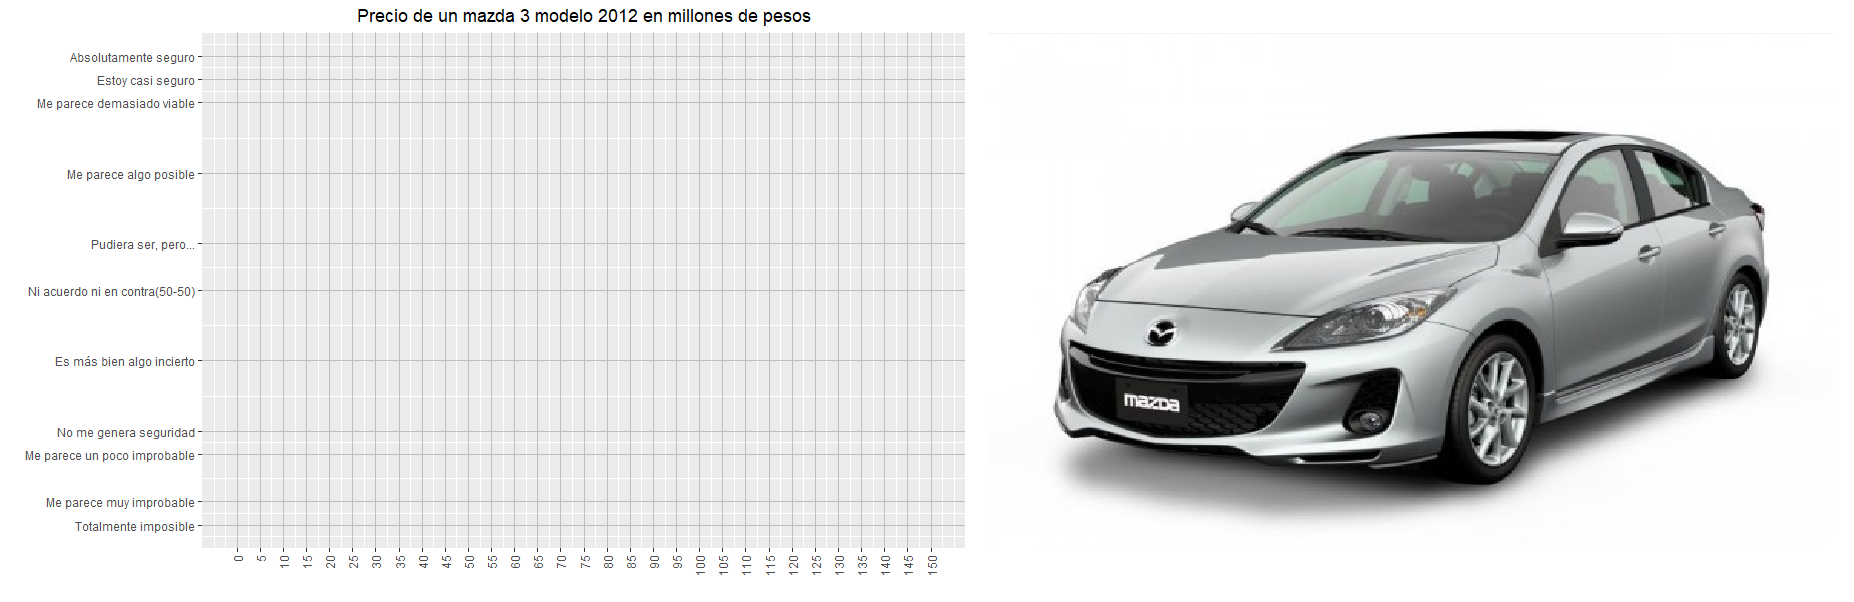 Precio de un mazda 3 modelo 2012 en millones de pesos
Absolutamente seguro
Estoy casi seguro
Me parece demasiado viable
Me parece algo posible
Pudiera ser, pero...
Ni acuerdo ni en contra(50-50)
Es más bien algo incierto
No me genera seguridad
Me parece un poco improbable
Me parece muy improbable
Totalmente imposible
0 5 10 15 20 25 30 35 40 45 50 55 60 65 70 75 80 85 90 95 100 105 110 115 120 125 130 135 140 145 150
mazda